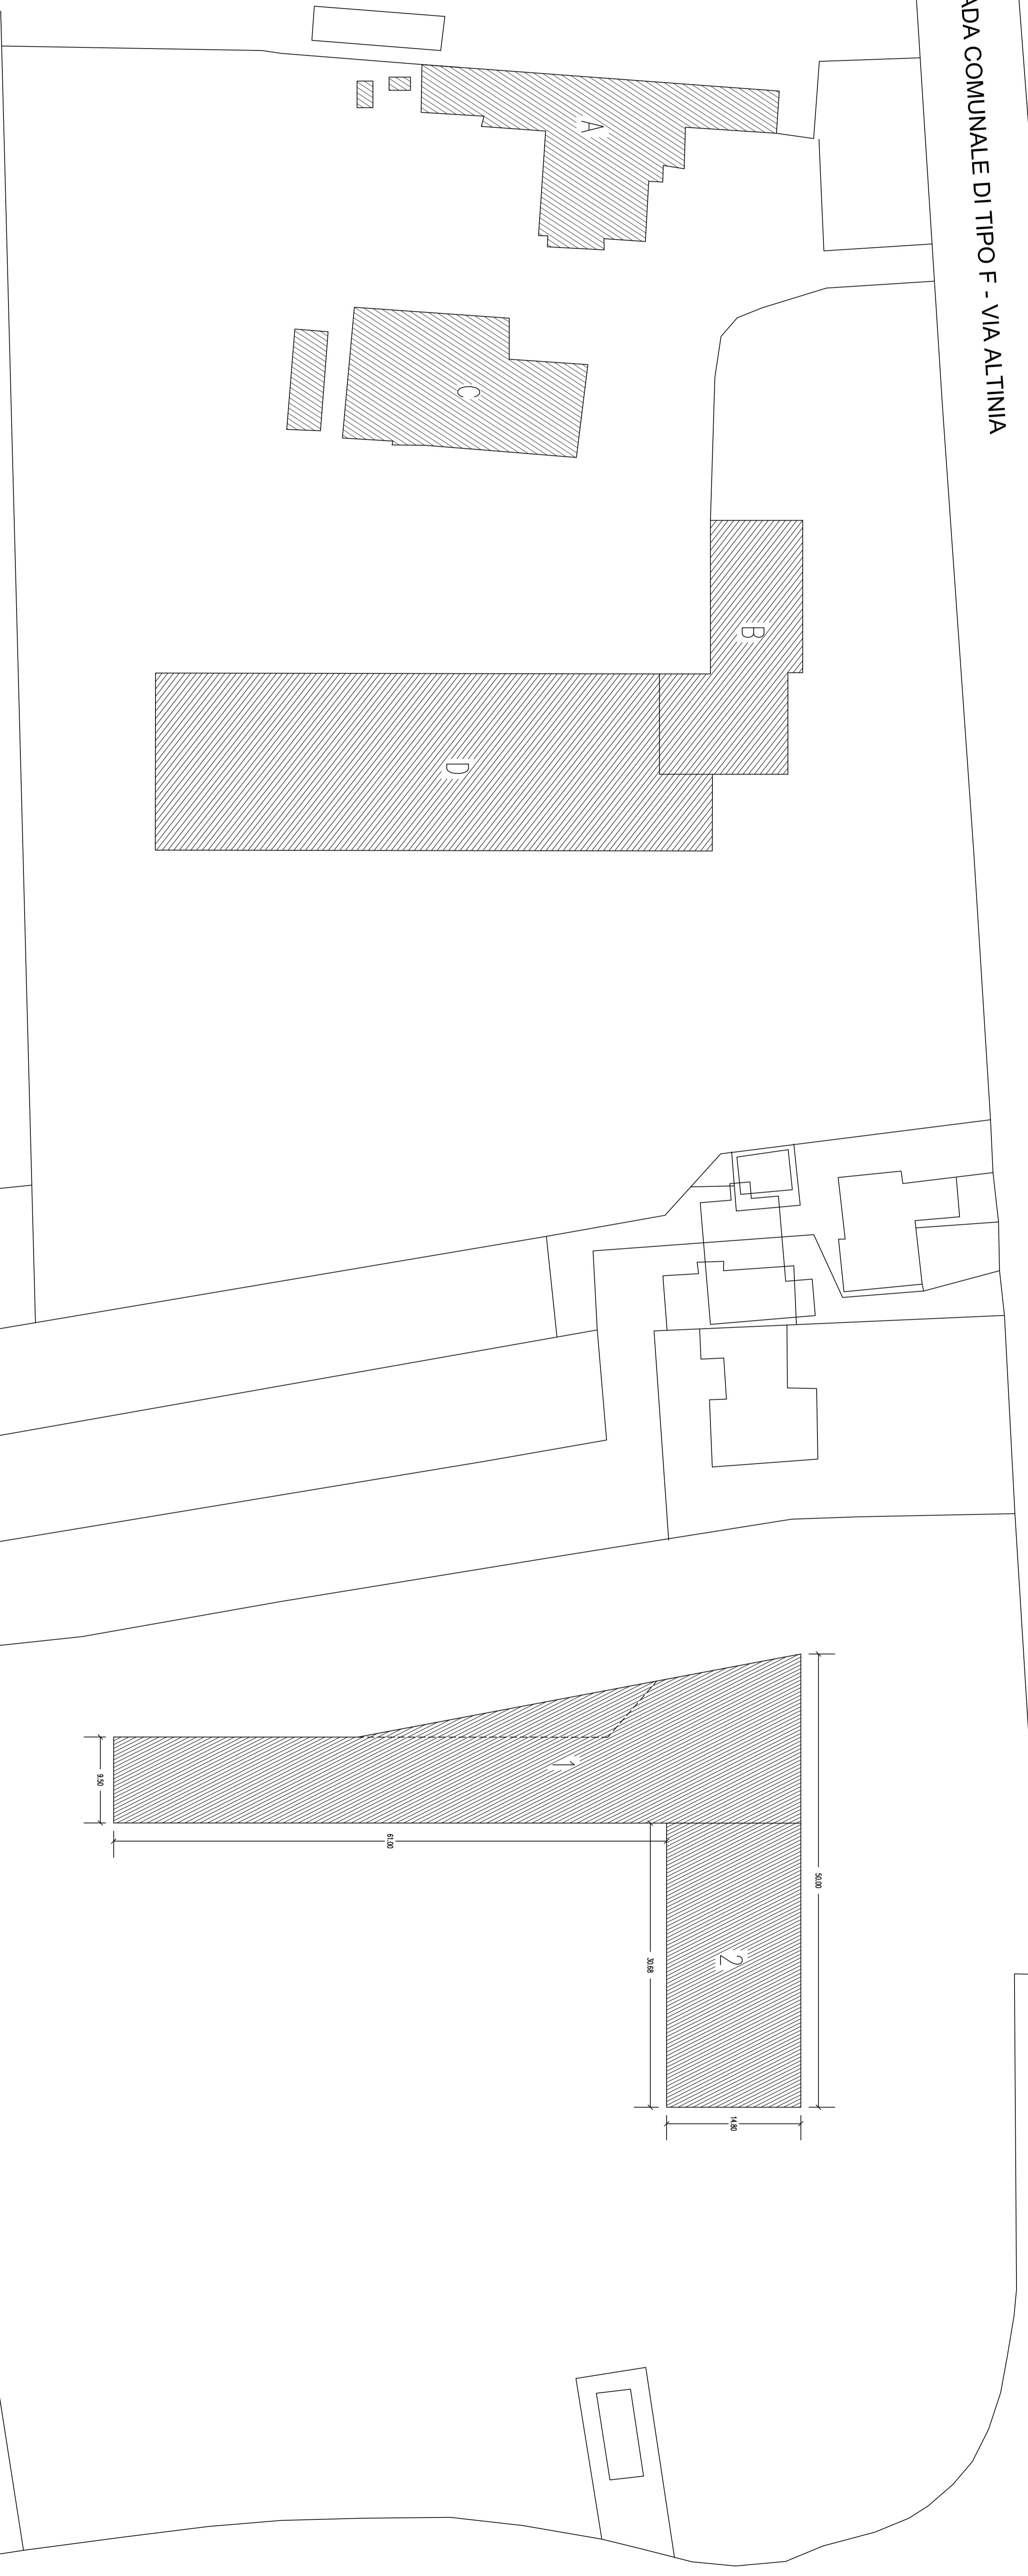 ADA COMUNALE DI TIPO F - VIA ALTINIA
A
C
B
D
1
2
50.00
9.50
61.00
30.68
14.80